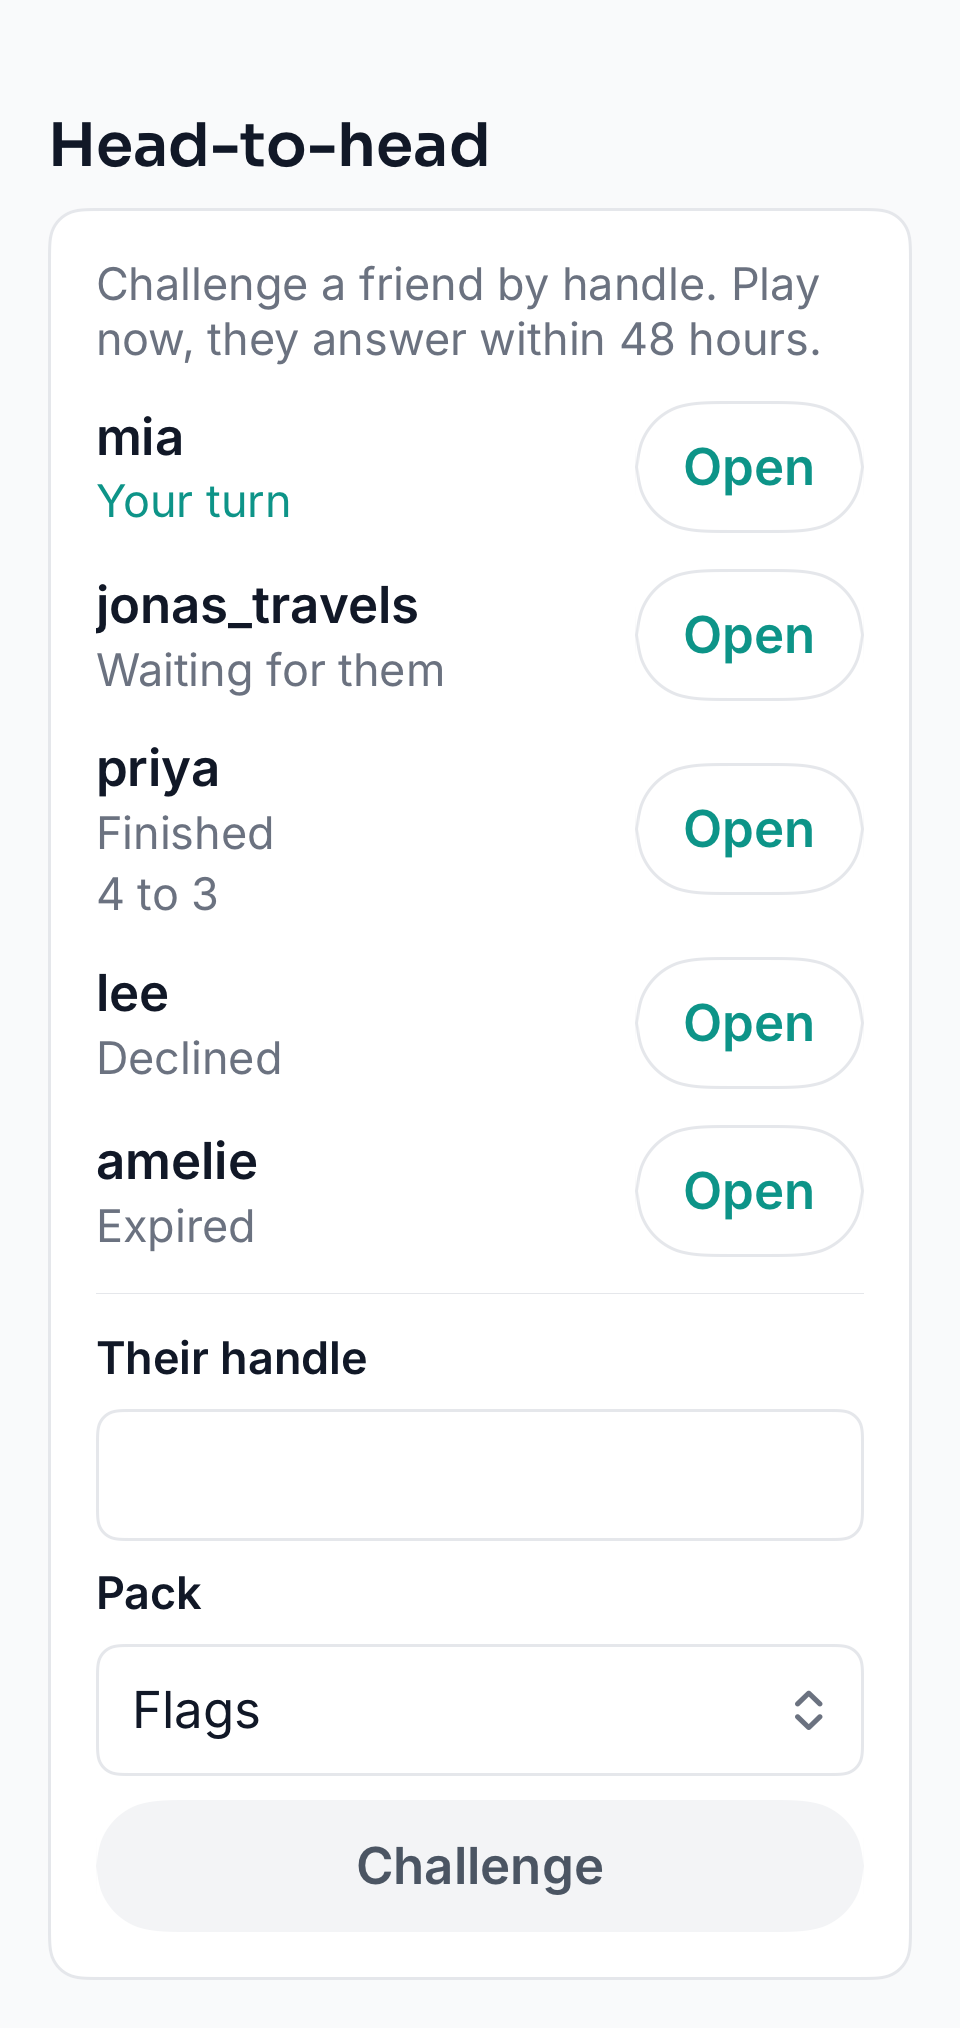 Head-to-head
Challenge a friend by handle. Play
now, they answer within 48 hours.
mia
Your turn
Open
jonas_travels
Waiting for them
Open
priya
Finished
4 to 3
Open
lee
Declined
Open
amelie
Expired
Open
Their handle
Pack
Flags
Challenge